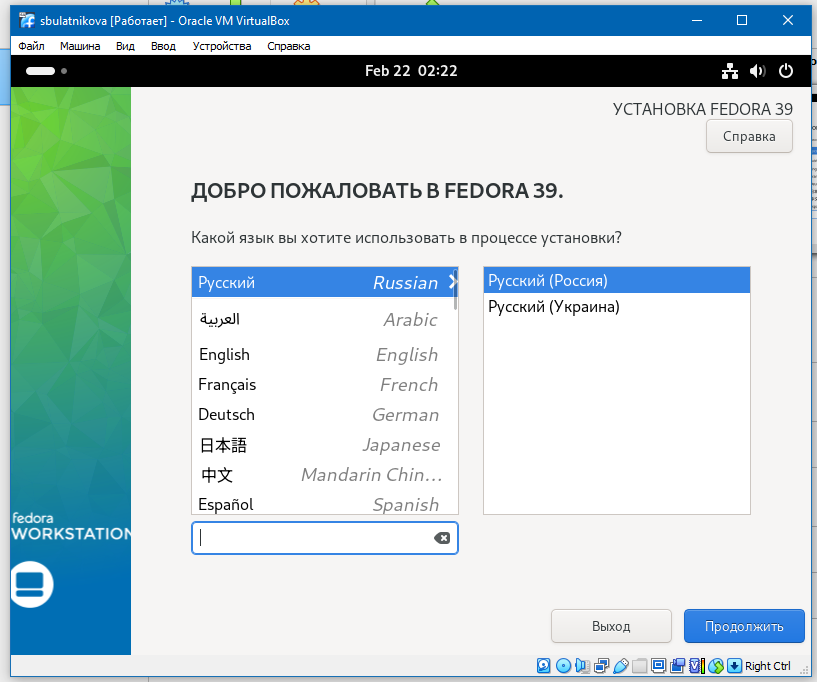 sbulatnikova [Работает] - Oracle VM VirtualBox
Файл Машина Вид Ввод Устройства Справка
Feb 22 02:22
УСТАНОВКА FEDORA 39
Справка
ДОБРО ПОЖАЛОВАТЬ В FEDORA 39.
Какой язык вы хотите использовать в процессе установки?
Русский Russian
العربية Arabic
English English
Français French
Deutsch German
日本語 Japanese
中文 Mandarin Chin...
Español Spanish
Русский (Россия)
Русский (Украина)
fedora
WORKSTATION
Выход
Продолжить
Right Ctrl